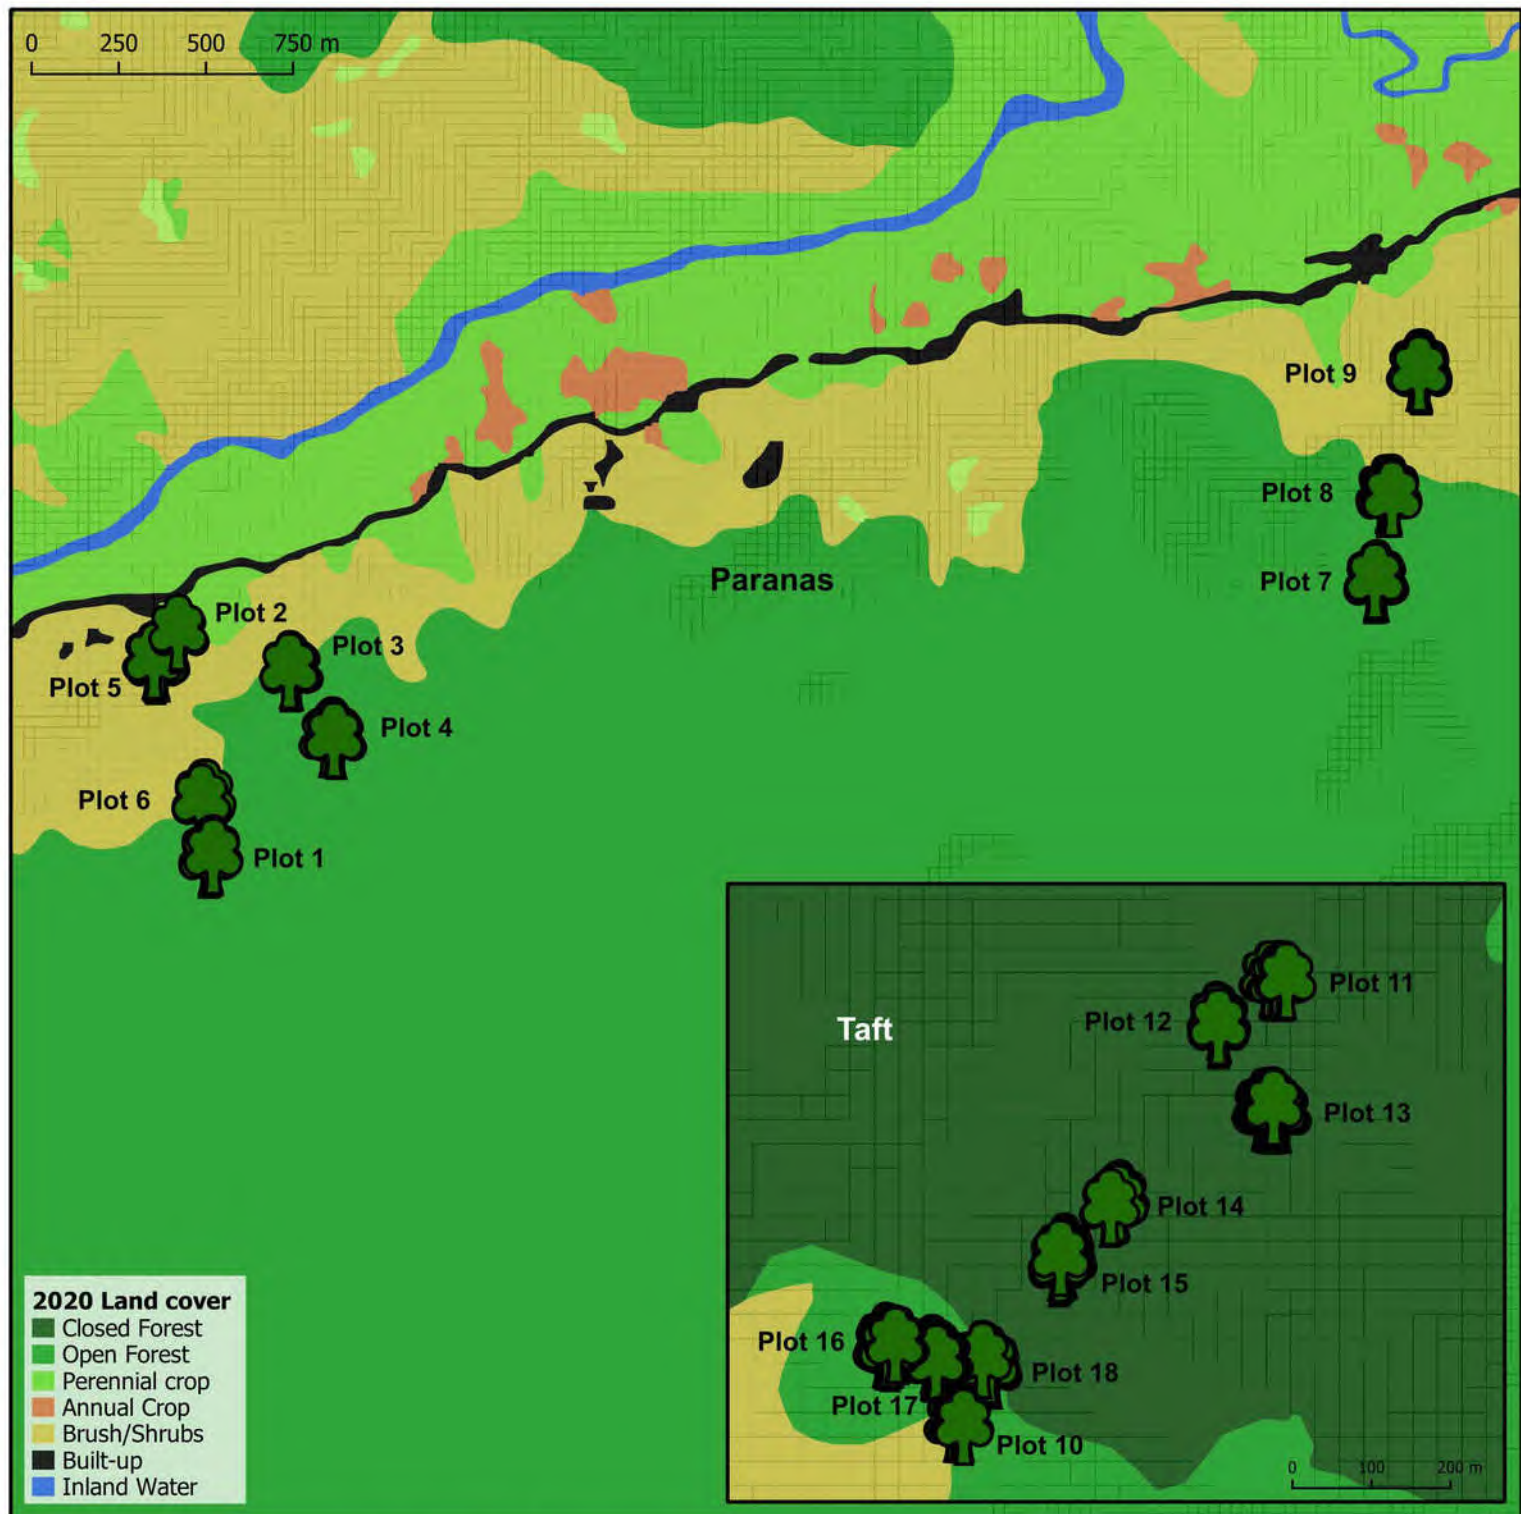 0 250 500 750 m
Plot 9
Plot 8
Plot 7
Paranas
Plot 2
Plot 3
Plot 5
Plot 4
Plot 6
Plot 1
Plot 11
Plot 12
Taft
Plot 13
Plot 14
Plot 15
Plot 16
Plot 18
Plot 17
Plot 10
0 100 200 m
2020 Land cover
Closed Forest
Open Forest
Perennial crop
Annual Crop
Brush/Shrubs
Built-up
Inland Water